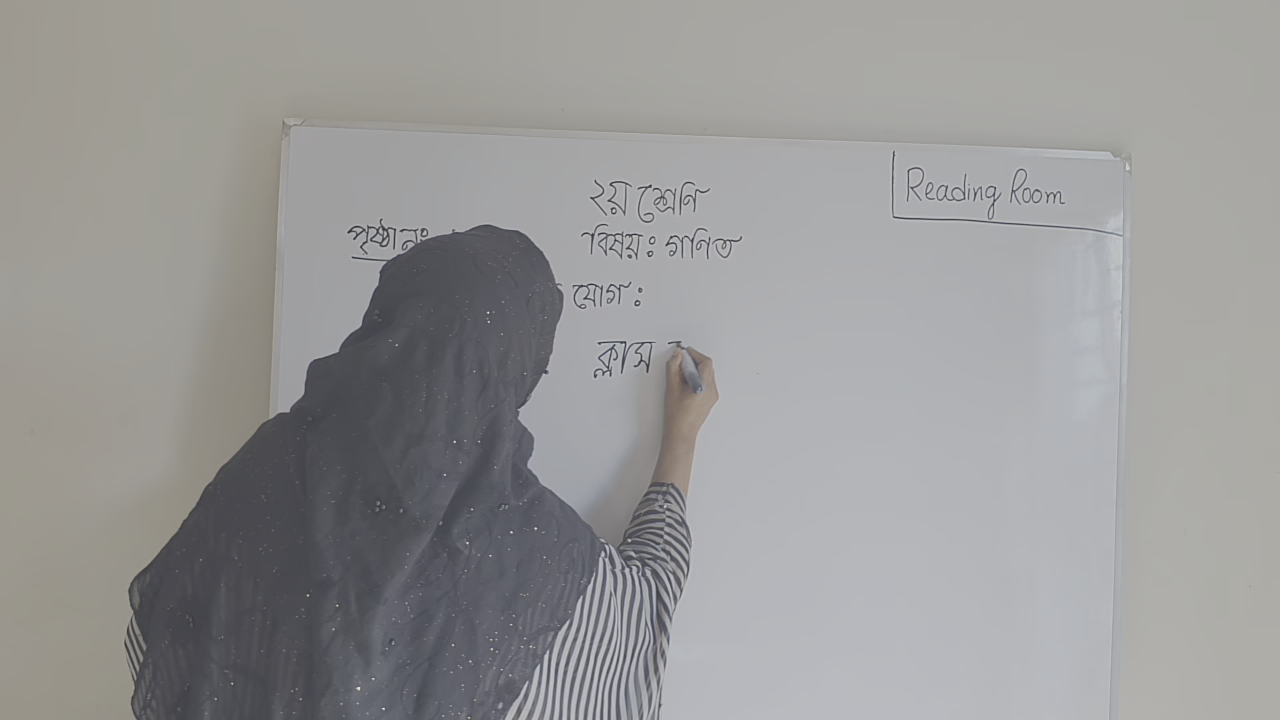 ২য় শ্রেণি
Reading Room
পৃষ্ঠা নং:
বিষয়ঃ গণিত
যোগ :
ক্লাস